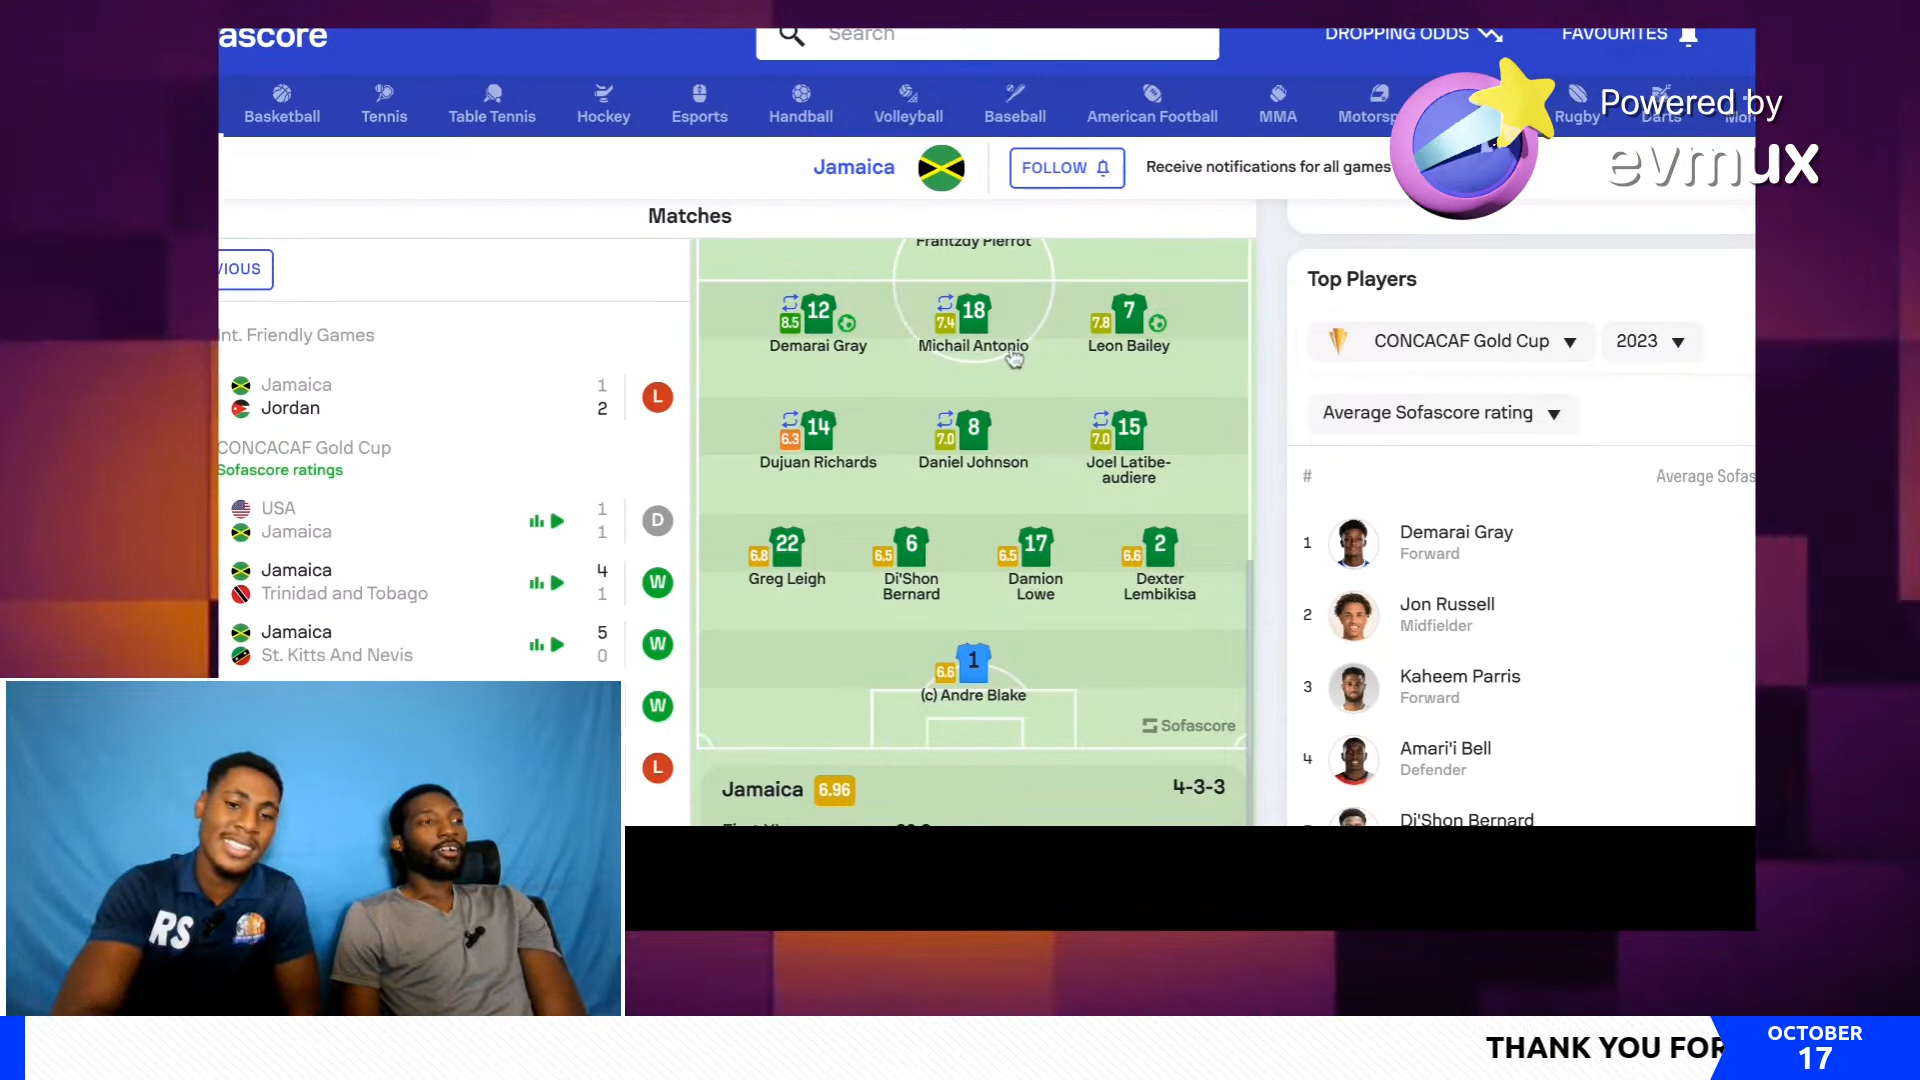 ascore
Search
DROPPING ODDS
FAVOURITES
Basketball
Tennis
Table Tennis
Hockey
Esports
Handball
Volleyball
Baseball
American Football
MMA
Motorsp
Rugby
Darts
Mor
Powered by
evmux
Jamaica
FOLLOW
Receive notifications for all games
Matches
VIOUS
Int. Friendly Games
Jamaica 1
Jordan 2
L
CONCACAF Gold Cup
Sofascore ratings
USA 1
Jamaica 1
D
Jamaica 4
Trinidad and Tobago 1
W
Jamaica 5
St. Kitts And Nevis 0
W
W
L
Frantzdy Pierrot
12 8.5
Demarai Gray
18 7.4
Michail Antonio
7 7.8
Leon Bailey
14 6.3
Dujuan Richards
8 7.0
Daniel Johnson
15 7.0
Joel Latibe-
audiere
22 6.8
Greg Leigh
6 6.5
Di'Shon
Bernard
17 6.5
Damion
Lowe
2 6.6
Dexter
Lembikisa
1 6.6
(c) Andre Blake
Sofascore
Jamaica 6.96 4-3-3
Top Players
CONCACAF Gold Cup 2023
Average Sofascore rating
# Average Sofas
1 Demarai Gray
Forward
2 Jon Russell
Midfielder
3 Kaheem Parris
Forward
4 Amari'i Bell
Defender
Di'Shon Bernard
RS
THANK YOU FOR
OCTOBER
17